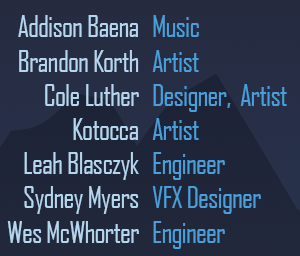 Addison Baena Music
Brandon Korth Artist
Cole Luther Designer, Artist
Kotocca Artist
Leah Blasczyk Engineer
Sydney Myers VFX Designer
Wes McWhorter Engineer